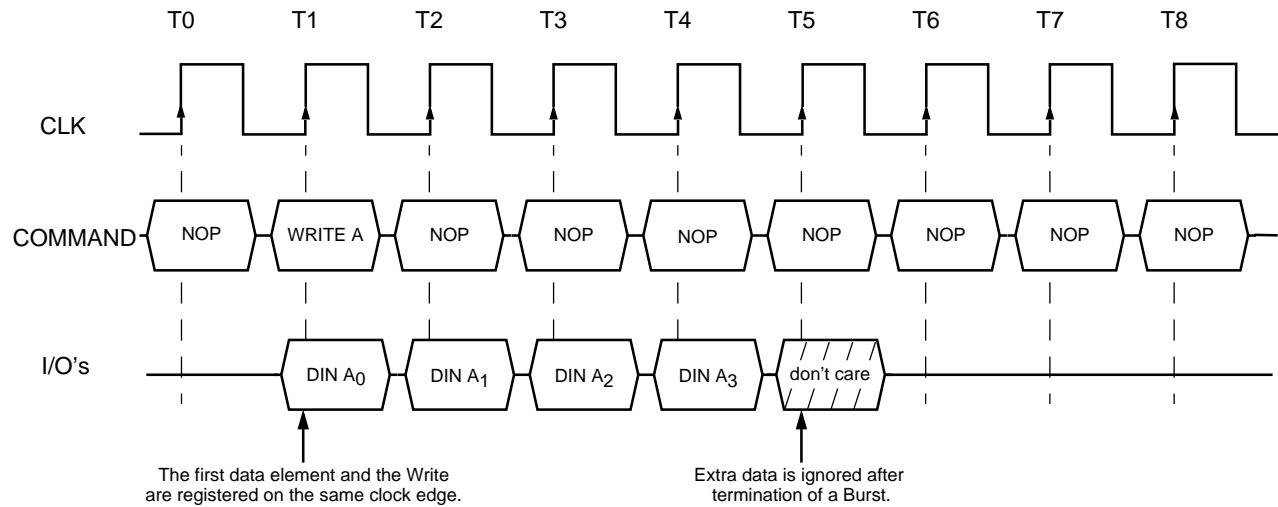 T0 T1 T2 T3 T4 T5 T6 T7 T8
CLK
COMMAND NOP WRITE A NOP NOP NOP NOP NOP NOP NOP
I/O's DIN A0 DIN A1 DIN A2 DIN A3 don't care
The first data element and the Write
are registered on the same clock edge.
Extra data is ignored after
termination of a Burst.